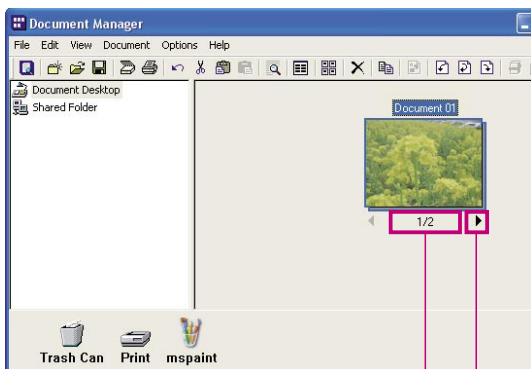 Document Manager
File Edit View Document Options Help
Document Desktop
Shared Folder
Document 01
1/2
Trash Can Print mspaint